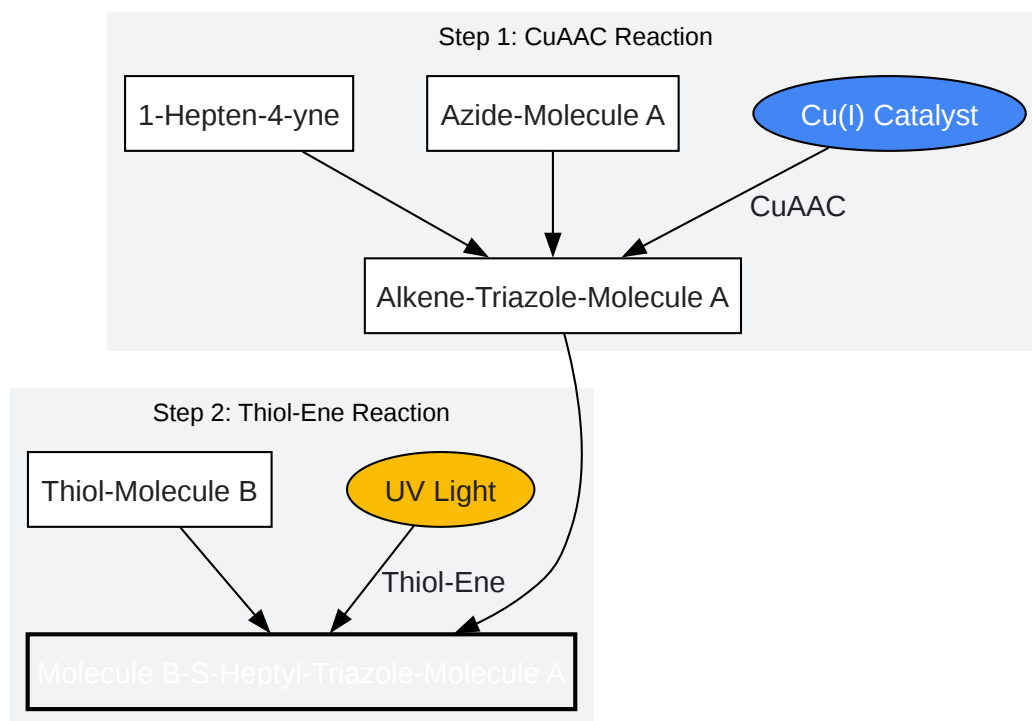 Step 1: CuAAC Reaction
1-Hepten-4-yne
Azide-Molecule A
Cu(I) Catalyst
CuAAC
Alkene-Triazole-Molecule A
Step 2: Thiol-Ene Reaction
Thiol-Molecule B
UV Light
Thiol-Ene
Molecule B-S-Heptyl-Triazole-Molecule A